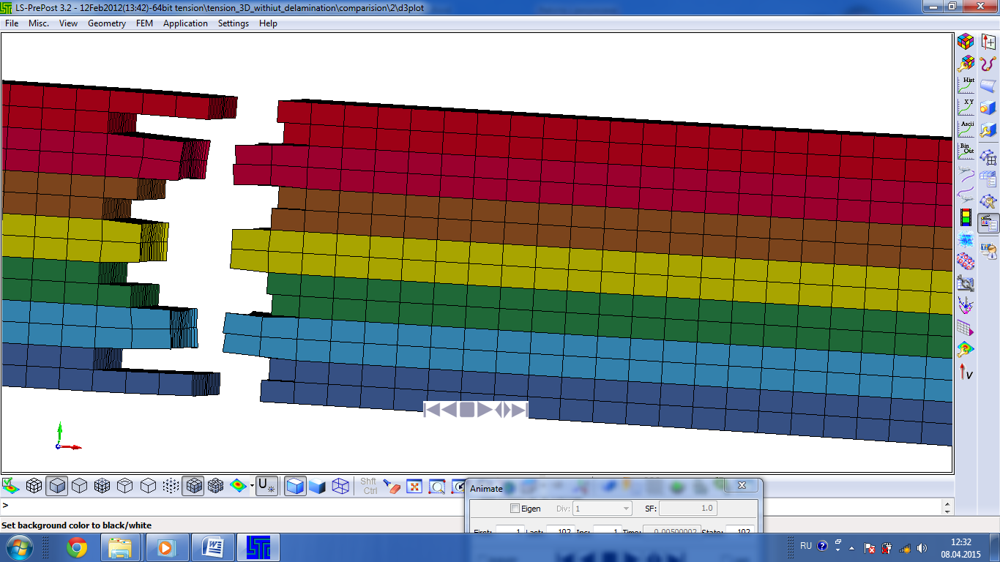 LS-PrePost 3.2 - 12Feb2012(13:42)-64bit tension\tension_3D_withiut_delamination\comparision\2\d3plot
File Misc. View Geometry FEM Application Settings Help
Hist
X Y
Ascii
Bin
Out
V
U
Shft
Ctrl
>
Set background color to black/white
Animate
Eigen Div: 1 SF: 1.0
First: 1 Last: 102 Inc: 1 Time: 0.00500002 State: 102
RU
12:32
08.04.2015